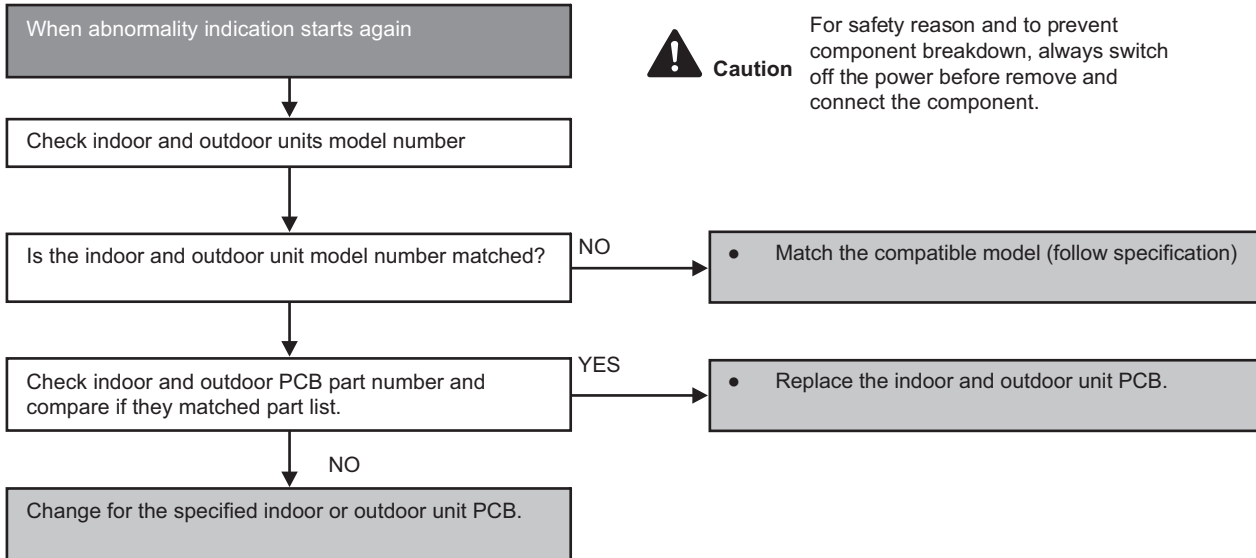 When abnormality indication starts again
Caution
For safety reason and to prevent
component breakdown, always switch
off the power before remove and
connect the component.
Check indoor and outdoor units model number
Is the indoor and outdoor unit model number matched?
NO
● Match the compatible model (follow specification)
Check indoor and outdoor PCB part number and
compare if they matched part list.
YES
● Replace the indoor and outdoor unit PCB.
NO
Change for the specified indoor or outdoor unit PCB.